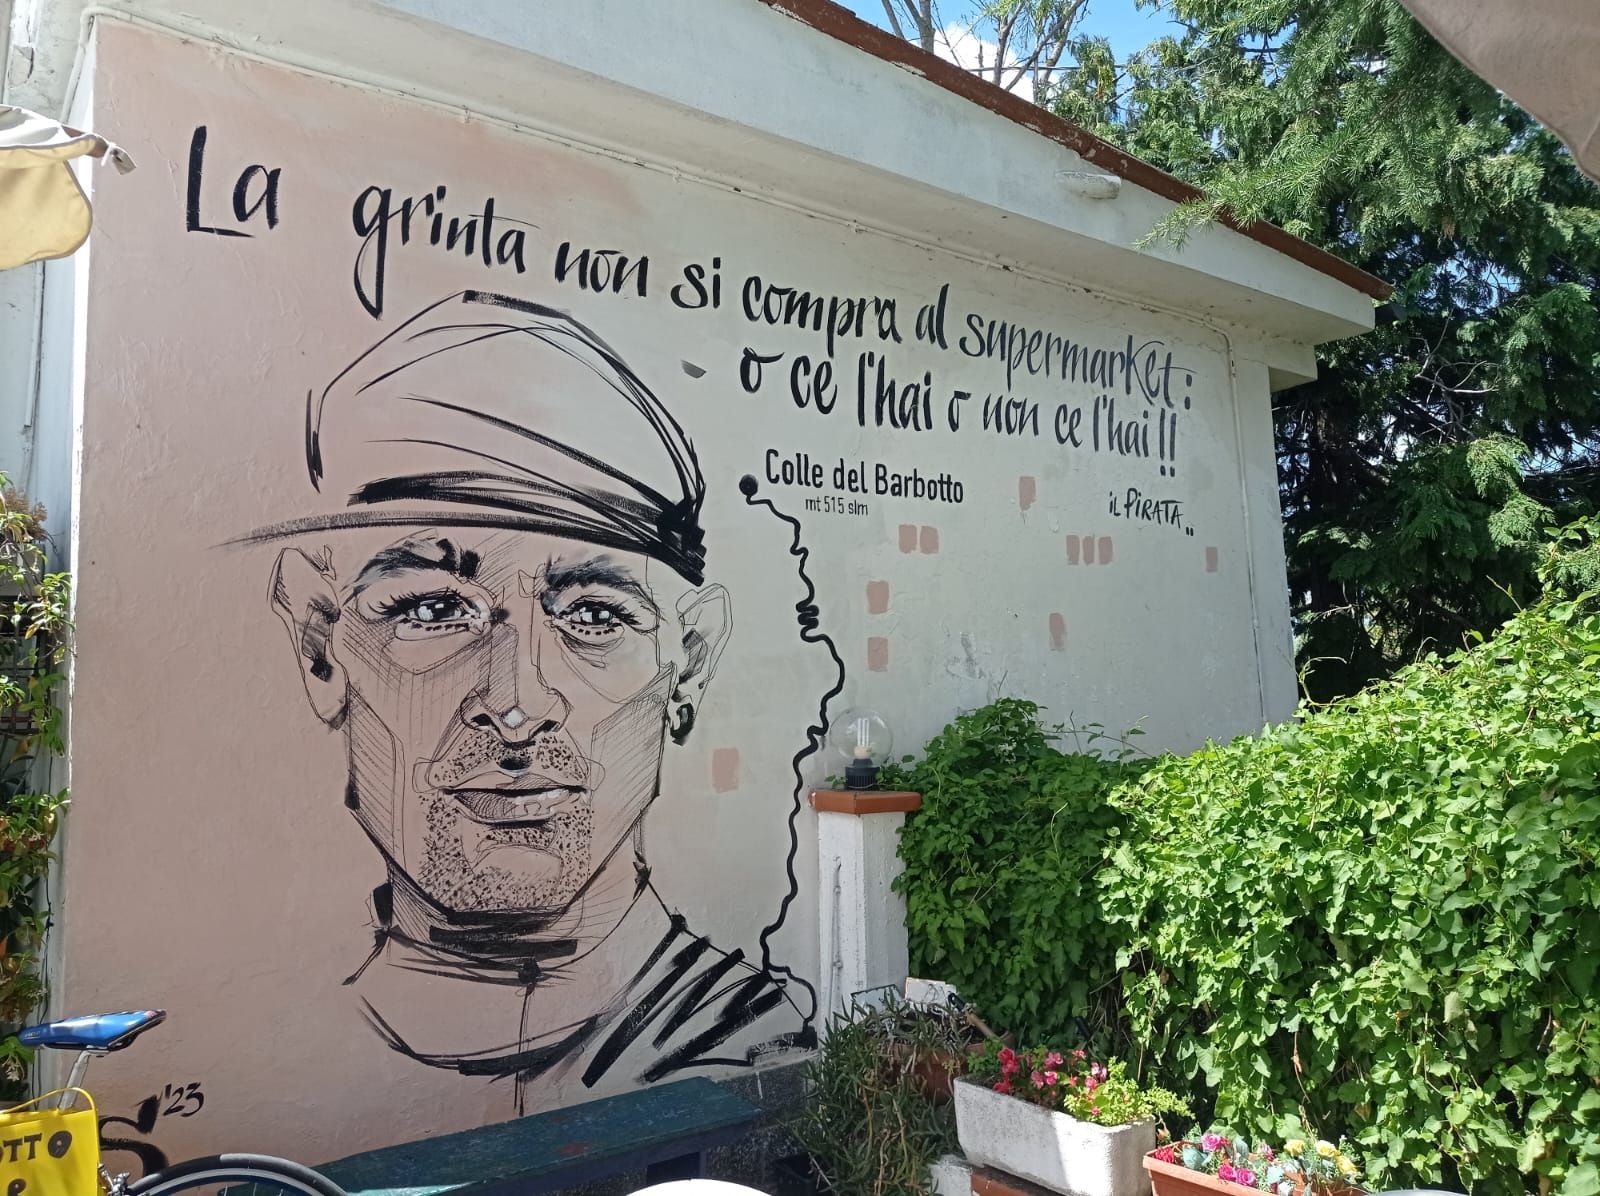 La grinta non si compra al supermarket:
o ce l'hai o non ce l'hai!!
Colle del Barbotto
mt 515 slm
iL PiRATA..
'23
OTTO